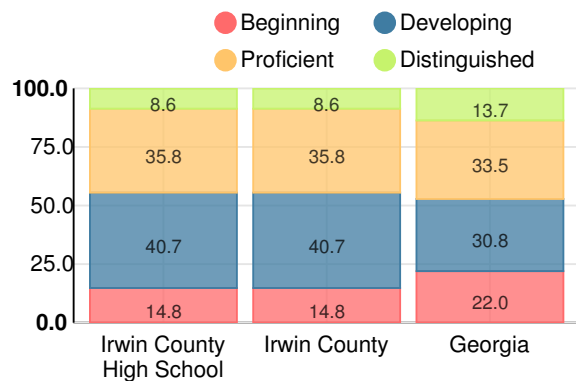 Beginning
Developing
Proficient
Distinguished
100.0
75.0
50.0
25.0
0.0
8.6
8.6
13.7
35.8
35.8
33.5
40.7
40.7
30.8
14.8
14.8
22.0
Irwin County
High School
Irwin County
Georgia